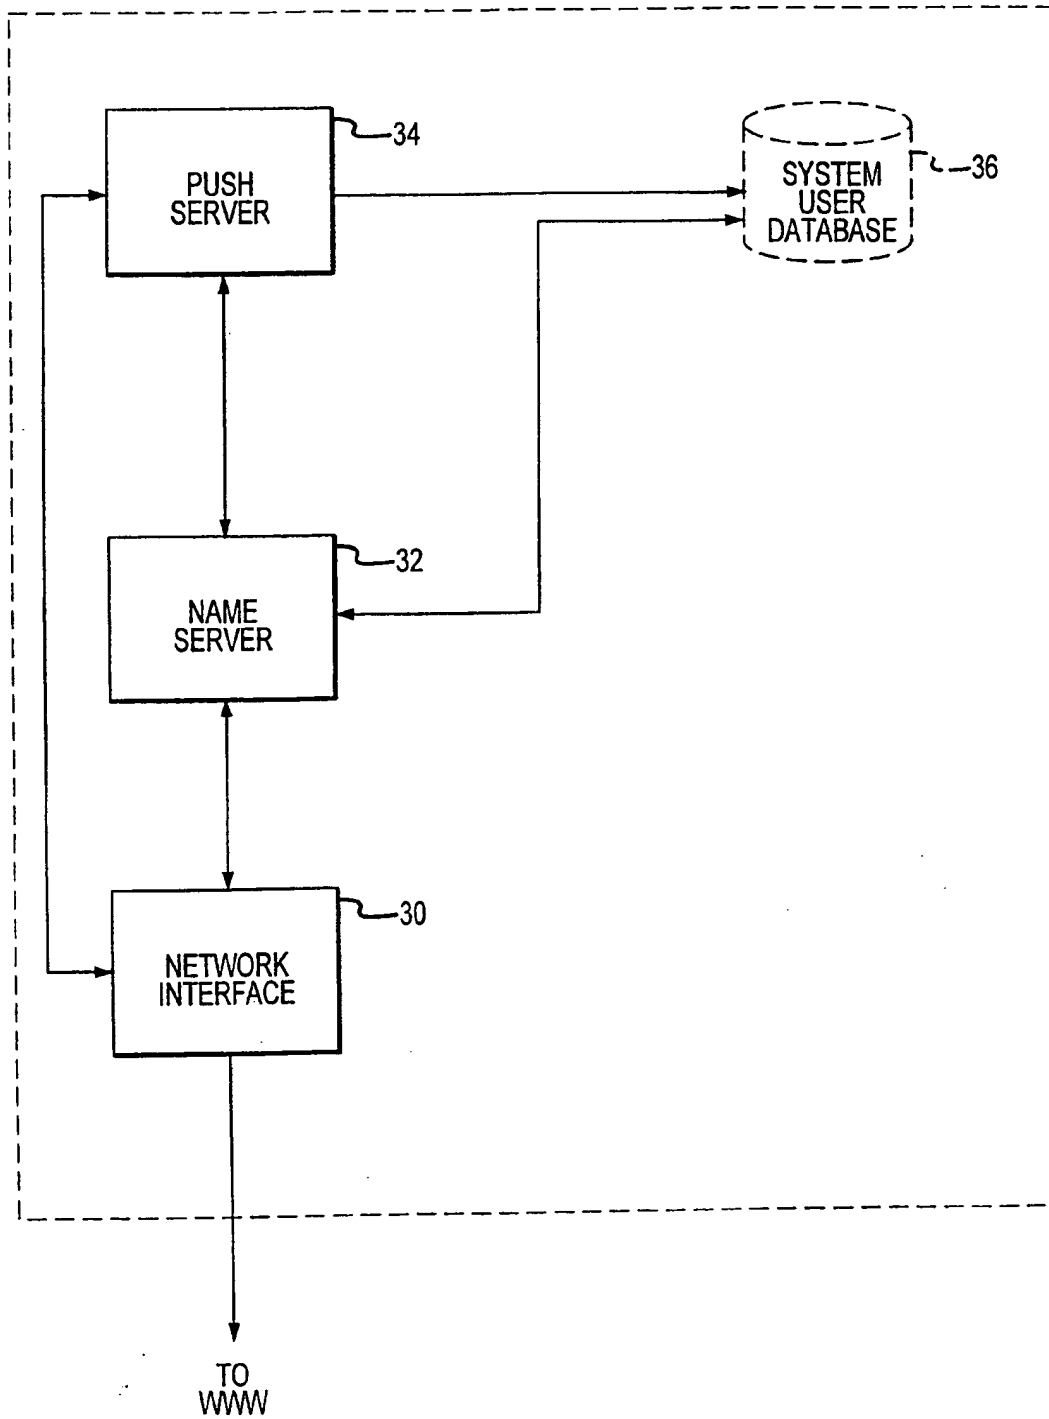 PUSH
SERVER
34
SYSTEM
USER
DATABASE
36
NAME
SERVER
32
NETWORK
INTERFACE
30
TO
WWW